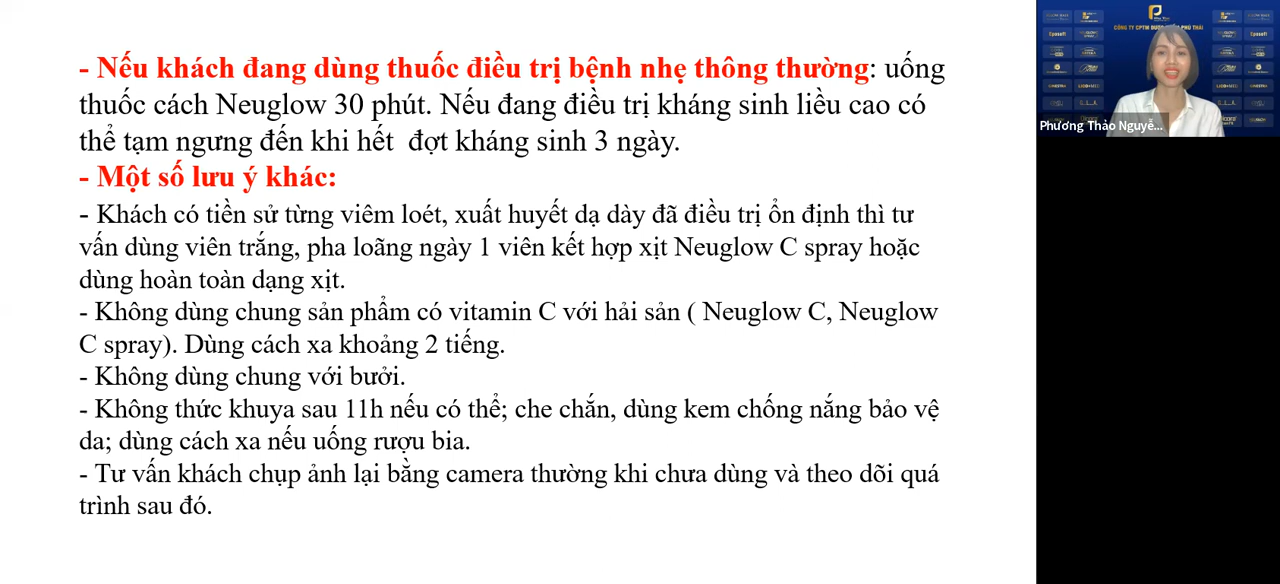 - Nếu khách đang dùng thuốc điều trị bệnh nhẹ thông thường: uống
thuốc cách Neuglow 30 phút. Nếu đang điều trị kháng sinh liều cao có
thể tạm ngưng đến khi hết đợt kháng sinh 3 ngày.
- Một số lưu ý khác:
- Khách có tiền sử từng viêm loét, xuất huyết dạ dày đã điều trị ổn định thì tư
vấn dùng viên trắng, pha loãng ngày 1 viên kết hợp xịt Neuglow C spray hoặc
dùng hoàn toàn dạng xịt.
- Không dùng chung sản phẩm có vitamin C với hải sản ( Neuglow C, Neuglow
C spray). Dùng cách xa khoảng 2 tiếng.
- Không dùng chung với bưởi.
- Không thức khuya sau 11h nếu có thể; che chắn, dùng kem chống nắng bảo vệ
da; dùng cách xa nếu uống rượu bia.
- Tư vấn khách chụp ảnh lại bằng camera thường khi chưa dùng và theo dõi quá
trình sau đó.
Phương Thảo Nguyễ...